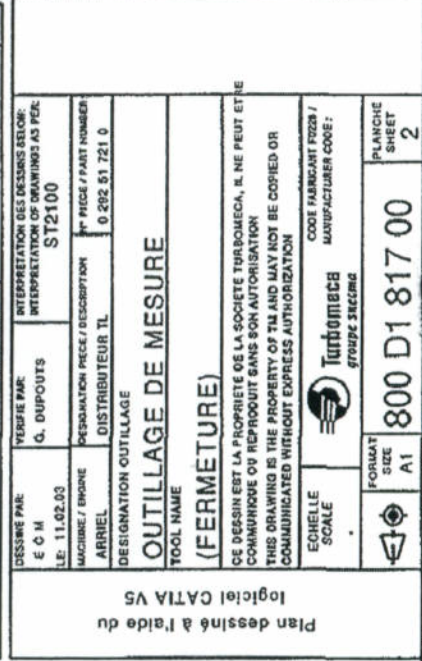 DESSINE PAR:
E C M
LE: 11.02.03
VERIFIE PAR:
G. DUPOUTS
INTERPRETATION DES DESSINS SELON:
INTERPRETATION OF DRAWINGS AS PER:
ST2100
MACHINE / ENGINE
ARRIEL
DESIGNATION PIECE / DESCRIPTION
DISTRIBUTEUR TL
N° PIECE / PART NUMBER:
0 292 51 721 0
DESIGNATION OUTILLAGE
OUTILLAGE DE MESURE
TOOL NAME
(FERMETURE)
CE DESSIN EST LA PROPRIETE DE LA SOCIETE TURBOMECA, IL NE PEUT ETRE
COMMUNIQUE OU REPRODUIT SANS SON AUTORISATION
THIS DRAWING IS THE PROPERTY OF TM AND MAY NOT BE COPIED OR
COMMUNICATED WITHOUT EXPRESS AUTHORIZATION
ECHELLE
SCALE
Turbomeca
groupe snecma
CODE FABRICANT F0228 /
MANUFACTURER CODE:
FORMAT
SIZE
A1
800 D1 817 00
PLANCHE
SHEET
2
Plan dessiné à l'aide du
logiciel CATIA V5